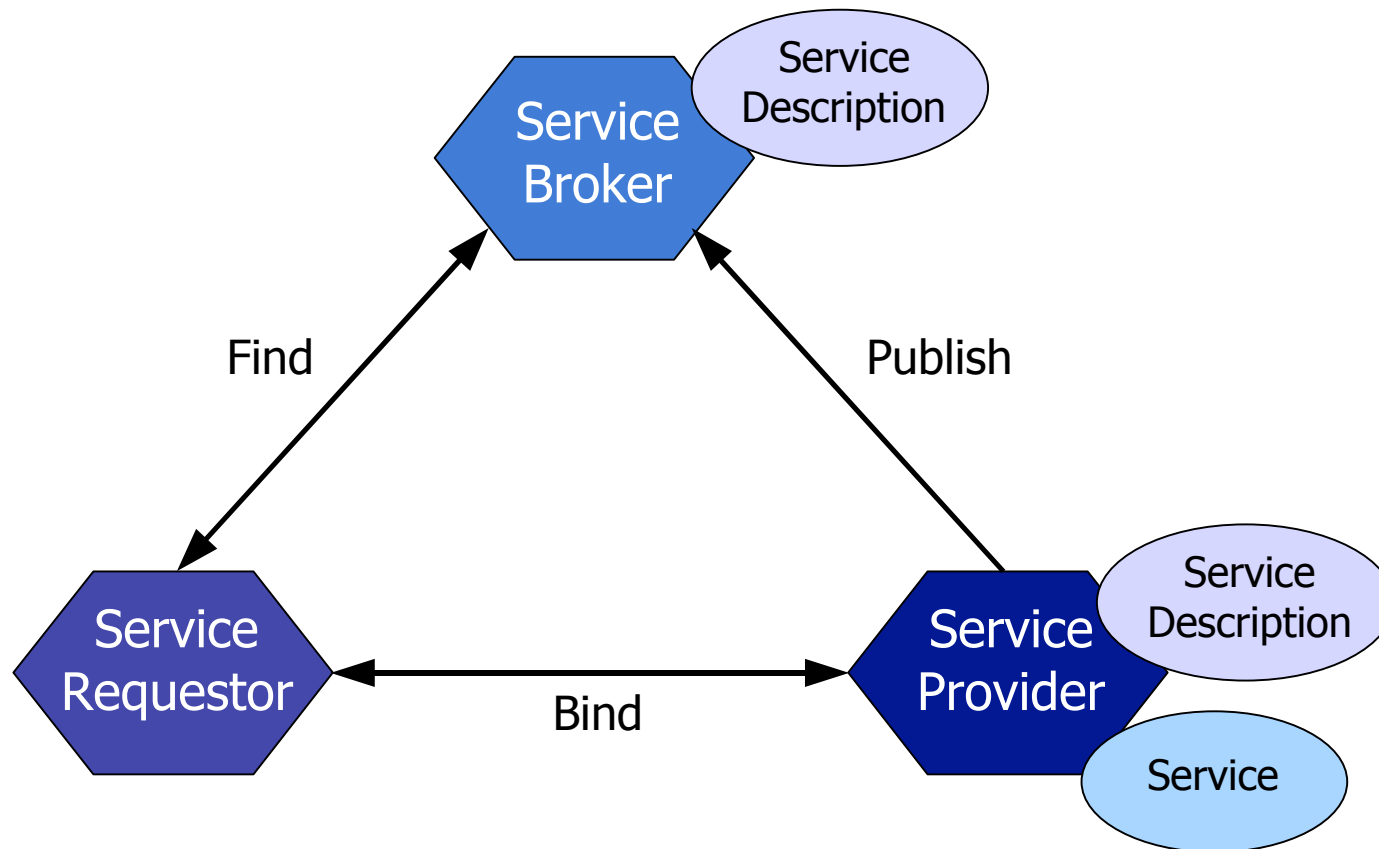 Service
Broker
Service
Description
Find
Publish
Service
Requestor
Bind
Service
Provider
Service
Description
Service